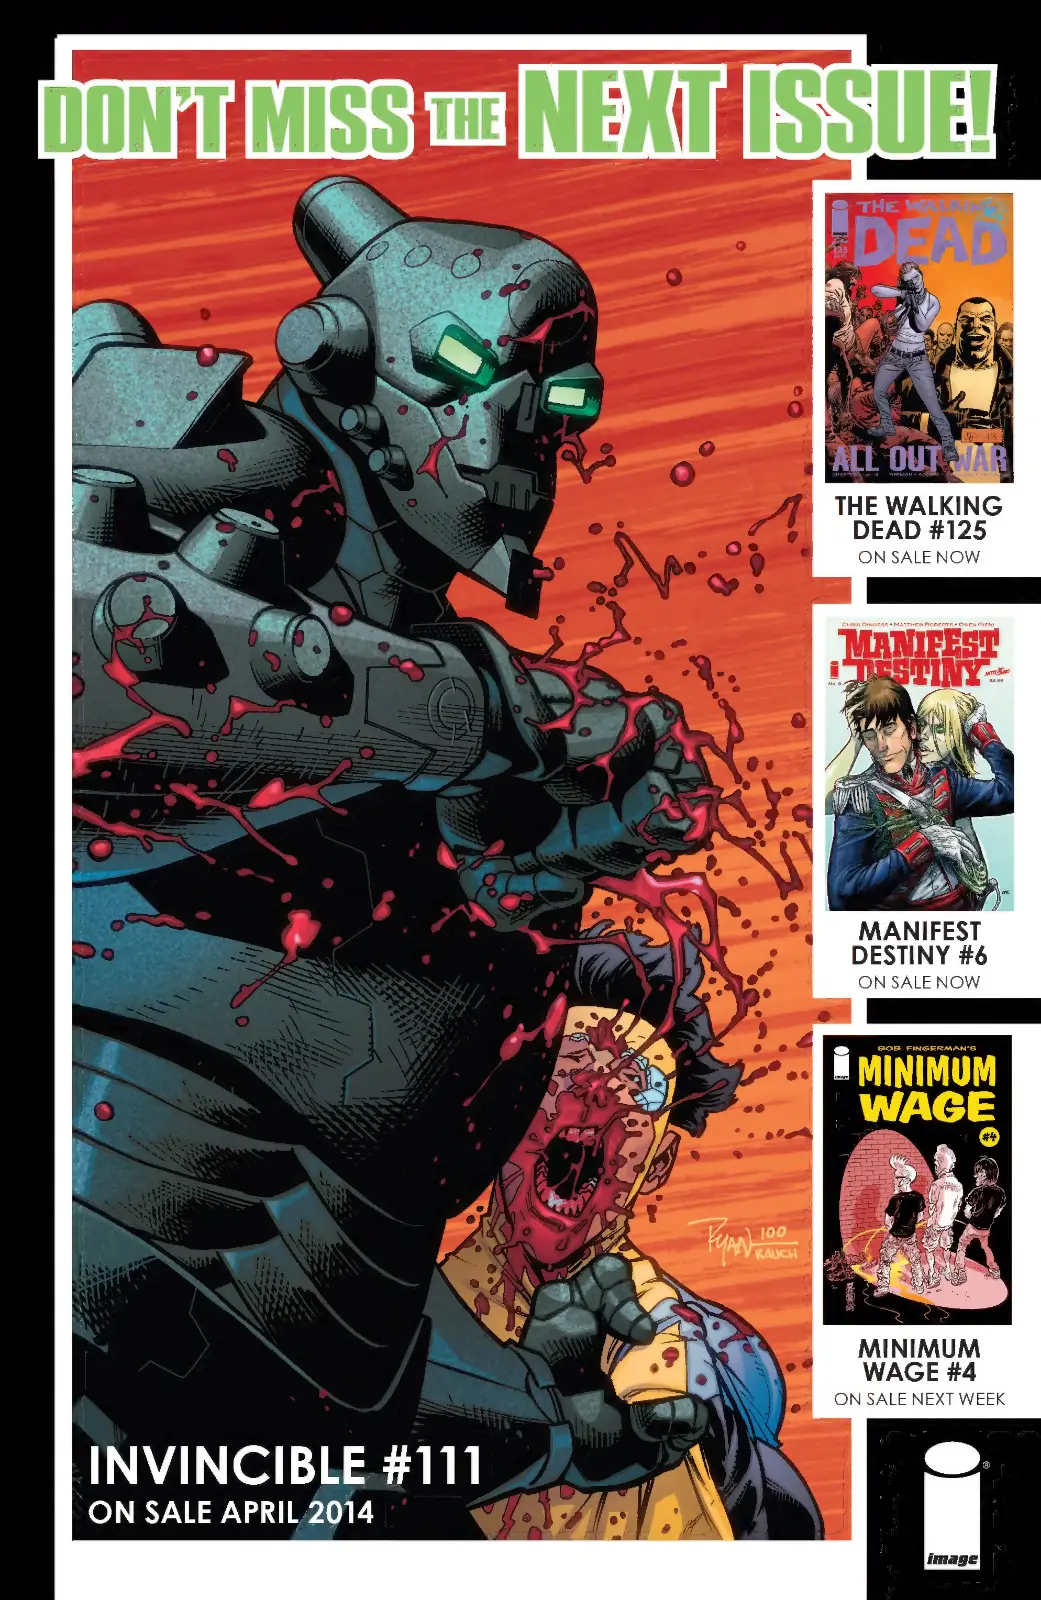 DON'T MISS THE NEXT ISSUE!
THE WALKING
DEAD
ALL OUT WAR
THE WALKING
DEAD #125
ON SALE NOW
MANIFEST
DESTINY
MANIFEST
DESTINY #6
ON SALE NOW
BOB FINGERMAN'S
MINIMUM
WAGE
#4
MINIMUM
WAGE #4
ON SALE NEXT WEEK
RYAN 100
RAUCH
INVINCIBLE #111
ON SALE APRIL 2014
image